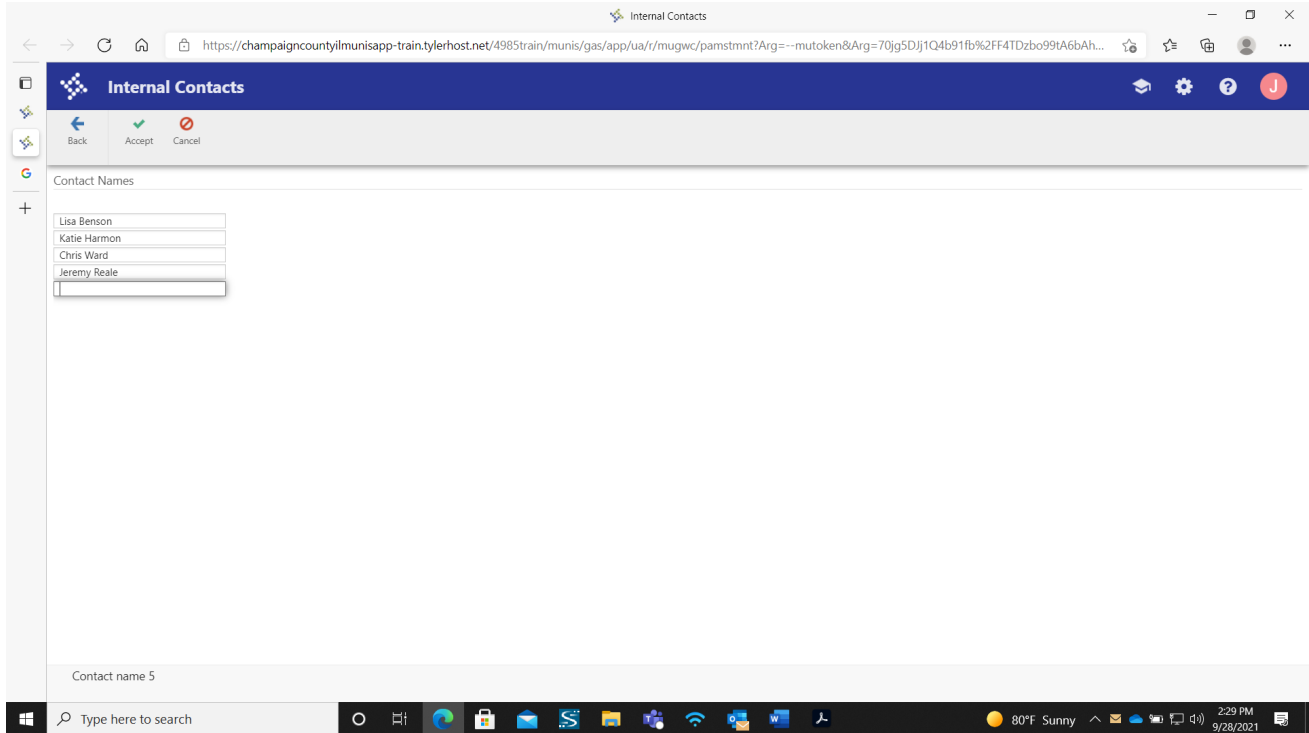 Internal Contacts
https://champaigncountyilmunisapp-train.tylerhost.net/4985train/munis/gas/app/ua/r/mugwc/pamstmnt?Arg=--mutoken&Arg=70jg5DJj1Q4b91fb%2FF4TDzbo99tA6bAh...
Internal Contacts
J
Back
Accept
Cancel
G
Contact Names
Lisa Benson
Katie Harmon
Chris Ward
Jeremy Reale
Contact name 5
Type here to search
80°F Sunny
2:29 PM
9/28/2021